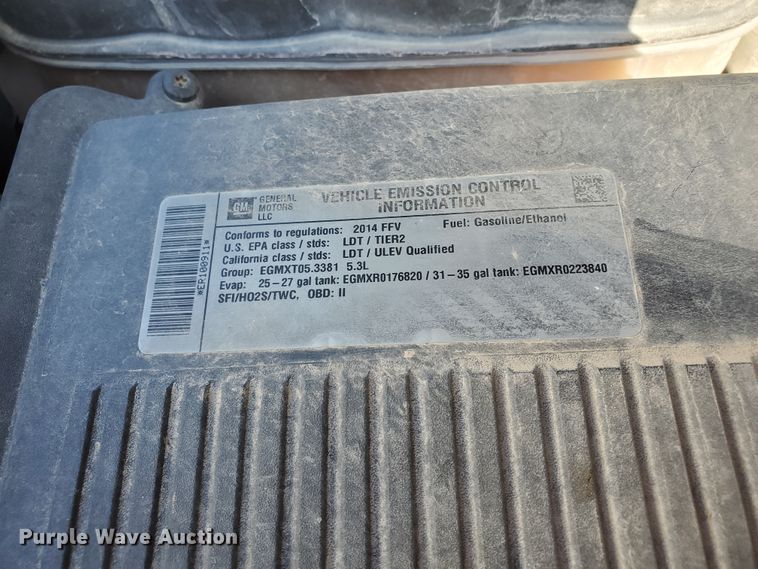 GM
GENERAL
MOTORS
LLC
VEHICLE EMISSION CONTROL
INFORMATION
Conforms to regulations: 2014 FFV Fuel: Gasoline/Ethanol
U.S. EPA class / stds: LDT / TIER2
California class / stds: LDT / ULEV Qualified
Group: EGMXT05.3381 5.3L
Evap: 25-27 gal tank: EGMXR0176820 / 31-35 gal tank: EGMXR0223840
SFI/HO2S/TWC, OBD: II
*ER100911*
Purple Wave Auction